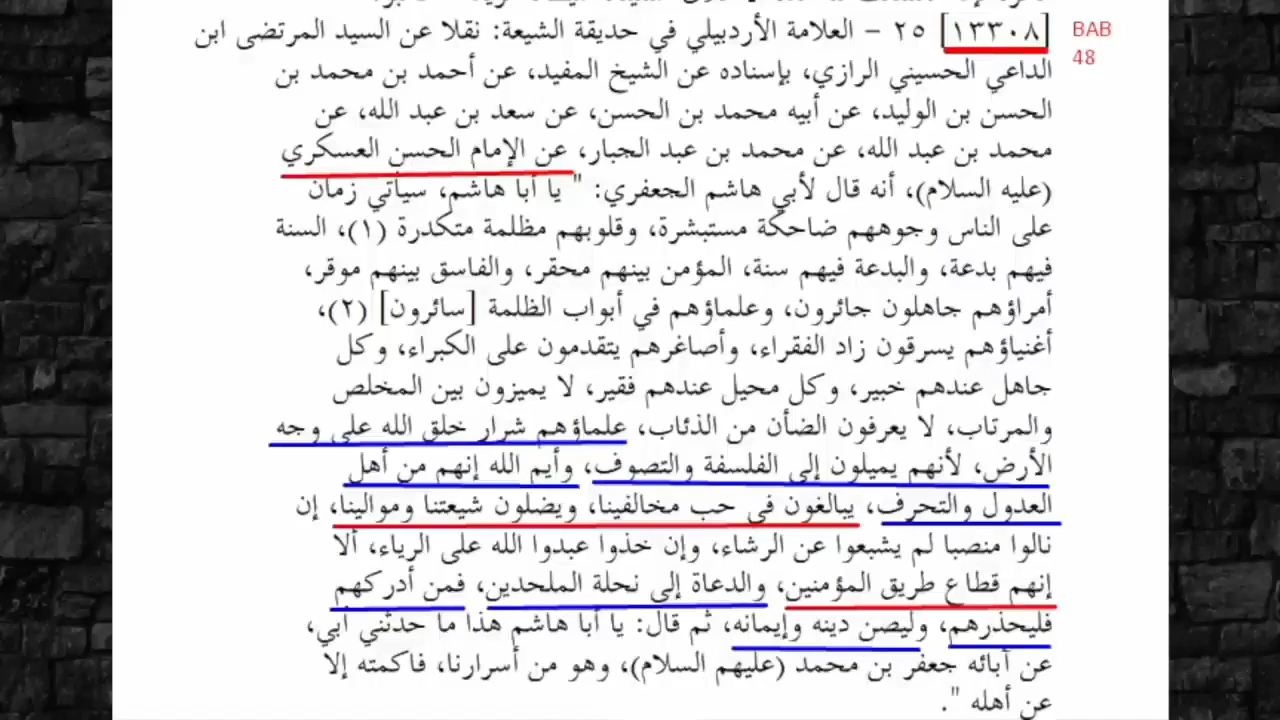 [١٣٣٠٨] ٢٥ – العلامة الأردبيلي في حديقة الشيعة: نقلا عن السيد المرتضى ابن
BAB
48
الداعي الحسيني الرازي، بإسناده عن الشيخ المفيد، عن أحمد بن محمد بن
الحسن بن الوليد، عن أبيه محمد بن الحسن، عن سعد بن عبد الله، عن
محمد بن عبد الله، عن محمد بن عبد الجبار، عن الإمام الحسن العسكري
(عليه السلام)، أنه قال لأبي هاشم الجعفري: " يا أبا هاشم، سيأتي زمان
على الناس وجوههم ضاحكة مستبشرة، وقلوبهم مظلمة متكدرة (١)، السنة
فيهم بدعة، والبدعة فيهم سنة، المؤمن بينهم محقر، والفاسق بينهم موقر،
أمراؤهم جاهلون جائرون، وعلماؤهم في أبواب الظلمة [سائرون] (٢)،
أغنياؤهم يسرقون زاد الفقراء، وأصاغرهم يتقدمون على الكبراء، وكل
جاهل عندهم خبير، وكل محيل عندهم فقير، لا يميزون بين المخلص
والمرتاب، لا يعرفون الضأن من الذئاب، علماؤهم شرار خلق الله على وجه
الأرض، لأنهم يميلون إلى الفلسفة والتصوف، وأيم الله إنهم من أهل
العدول والتحرف، يبالغون في حب مخالفينا، ويضلون شيعتنا وموالينا، إن
نالوا منصبا لم يشبعوا عن الرشاء، وإن خذوا عبدوا الله على الرياء، ألا
إنهم قطاع طريق المؤمنين، والدعاة إلى نحلة الملحدين، فمن أدركهم
فليحذرهم، وليصن دينه وإيمانه، ثم قال: يا أبا هاشم هذا ما حدثني أبي،
عن آبائه جعفر بن محمد (عليهم السلام)، وهو من أسرارنا، فاكتمه إلا
عن أهله ".